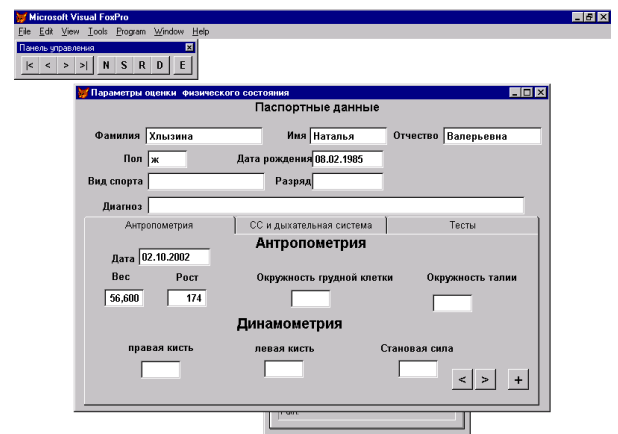 Microsoft Visual FoxPro
File Edit View Tools Program Window Help
Панель управления
|< < > >| N S R D E
Параметры оценки физического состояния
Паспортные данные
Фамилия Хлызина Имя Наталья Отчество Валерьевна
Пол ж Дата рождения 08.02.1985
Вид спорта Разряд
Диагноз
Антропометрия СС и дыхательная система Тесты
Антропометрия
Дата 02.10.2002
Вес Рост Окружность грудной клетки Окружность талии
56,600 174
Динамометрия
правая кисть левая кисть Становая сила
< > +